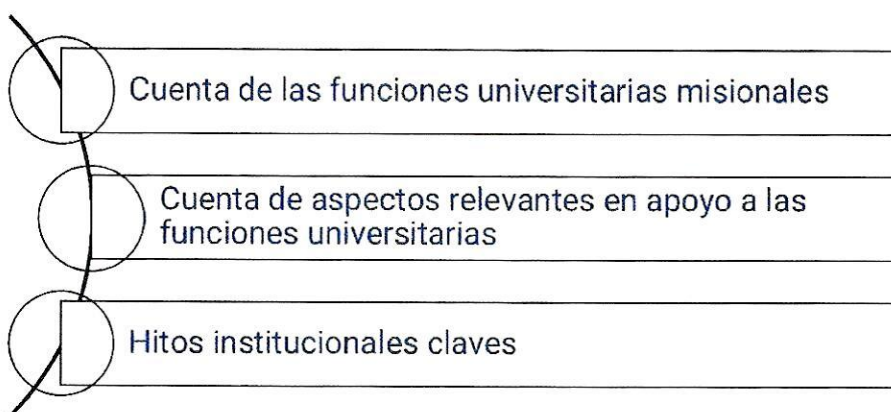 Cuenta de las funciones universitarias misionales
Cuenta de aspectos relevantes en apoyo a las
funciones universitarias
Hitos institucionales claves